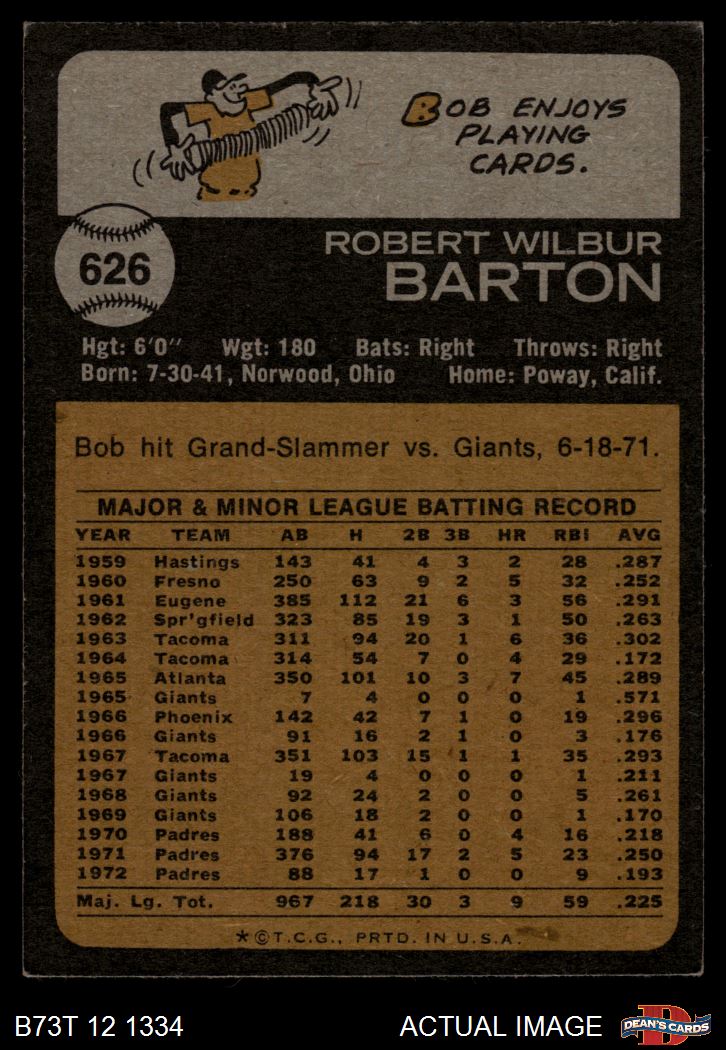 BOB ENJOYS
PLAYING
CARDS.
626
ROBERT WILBUR
BARTON
Hgt: 6'0" Wgt: 180 Bats: Right Throws: Right
Born: 7-30-41, Norwood, Ohio Home: Poway, Calif.
Bob hit Grand-Slammer vs. Giants, 6-18-71.
MAJOR & MINOR LEAGUE BATTING RECORD
YEAR TEAM AB H 2B 3B HR RBI AVG
1959 Hastings 143 41 4 3 2 28 .287
1960 Fresno 250 63 9 2 5 32 .252
1961 Eugene 385 112 21 6 3 56 .291
1962 Spr'gfield 323 85 19 3 1 50 .263
1963 Tacoma 311 94 20 1 6 36 .302
1964 Tacoma 314 54 7 0 4 29 .172
1965 Atlanta 350 101 10 3 7 45 .289
1965 Giants 7 4 0 0 0 1 .571
1966 Phoenix 142 42 7 1 0 19 .296
1966 Giants 91 16 2 1 0 3 .176
1967 Tacoma 351 103 15 1 1 35 .293
1967 Giants 19 4 0 0 0 1 .211
1968 Giants 92 24 2 0 0 5 .261
1969 Giants 106 18 2 0 0 1 .170
1970 Padres 188 41 6 0 4 16 .218
1971 Padres 376 94 17 2 5 23 .250
1972 Padres 88 17 1 0 0 9 .193
Maj. Lg. Tot. 967 218 30 3 9 59 .225
*©T.C.G., PRTD. IN U.S.A.
B73T 12 1334 ACTUAL IMAGE
D
DEAN'S CARDS